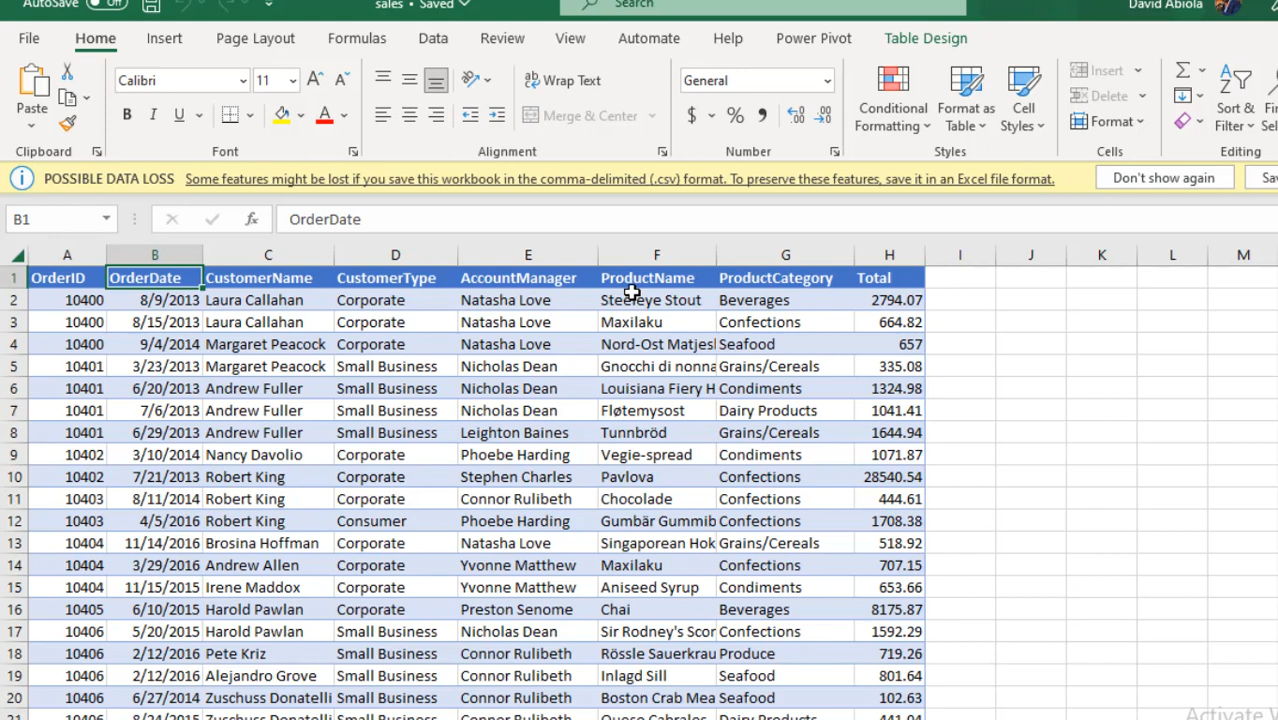 AutoSave Off sales • Saved Search David Abiola
File Home Insert Page Layout Formulas Data Review View Automate Help Power Pivot Table Design
Calibri 11 Wrap Text General Insert
Paste B I U A Merge & Center $ % Conditional Formatting Format as Table Cell Styles Delete Format Sort & Filter
Clipboard Font Alignment Number Styles Cells Editing
POSSIBLE DATA LOSS Some features might be lost if you save this workbook in the comma-delimited (.csv) format. To preserve these features, save it in an Excel file format. Don't show again
B1 fx OrderDate
A B C D E F G H I J K L M
1 OrderID OrderDate CustomerName CustomerType AccountManager ProductName ProductCategory Total
2 10400 8/9/2013 Laura Callahan Corporate Natasha Love Steeleye Stout Beverages 2794.07
3 10400 8/15/2013 Laura Callahan Corporate Natasha Love Maxilaku Confections 664.82
4 10400 9/4/2014 Margaret Peacock Corporate Natasha Love Nord-Ost Matjesl Seafood 657
5 10401 3/23/2013 Margaret Peacock Small Business Nicholas Dean Gnocchi di nonna Grains/Cereals 335.08
6 10401 6/20/2013 Andrew Fuller Small Business Nicholas Dean Louisiana Fiery H Condiments 1324.98
7 10401 7/6/2013 Andrew Fuller Small Business Nicholas Dean Fløtemysost Dairy Products 1041.41
8 10401 6/29/2013 Andrew Fuller Small Business Leighton Baines Tunnbröd Grains/Cereals 1644.94
9 10402 3/10/2014 Nancy Davolio Corporate Phoebe Harding Vegie-spread Condiments 1071.87
10 10402 7/21/2013 Robert King Corporate Stephen Charles Pavlova Confections 28540.54
11 10403 8/11/2014 Robert King Corporate Connor Rulibeth Chocolade Confections 444.61
12 10403 4/5/2016 Robert King Consumer Phoebe Harding Gumbär Gummib Confections 1708.38
13 10404 11/14/2016 Brosina Hoffman Corporate Natasha Love Singaporean Hok Grains/Cereals 518.92
14 10404 3/29/2016 Andrew Allen Corporate Yvonne Matthew Maxilaku Confections 707.15
15 10404 11/15/2015 Irene Maddox Corporate Yvonne Matthew Aniseed Syrup Condiments 653.66
16 10405 6/10/2015 Harold Pawlan Corporate Preston Senome Chai Beverages 8175.87
17 10406 5/20/2015 Harold Pawlan Small Business Nicholas Dean Sir Rodney's Scor Confections 1592.29
18 10406 2/12/2016 Pete Kriz Small Business Connor Rulibeth Rössle Sauerkrau Produce 719.26
19 10406 2/12/2016 Alejandro Grove Small Business Connor Rulibeth Inlagd Sill Seafood 801.64
20 10406 6/27/2014 Zuschuss Donatelli Small Business Connor Rulibeth Boston Crab Mea Seafood 102.63